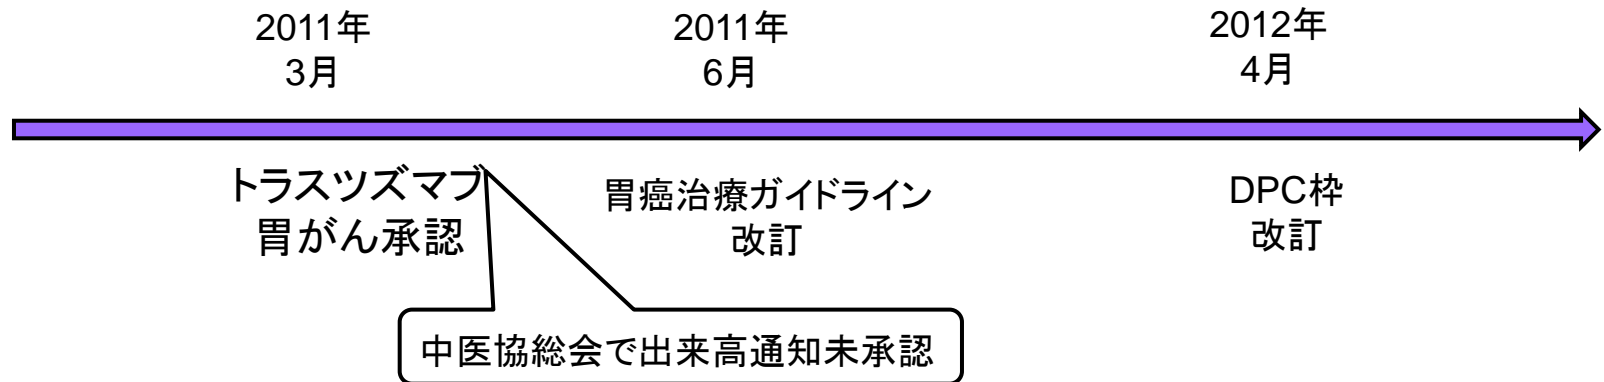 2011年
3月
2011年
6月
2012年
4月
トラスツズマブ
胃がん承認
胃癌治療ガイドライン
改訂
DPC枠
改訂
中医協総会で出来高通知未承認